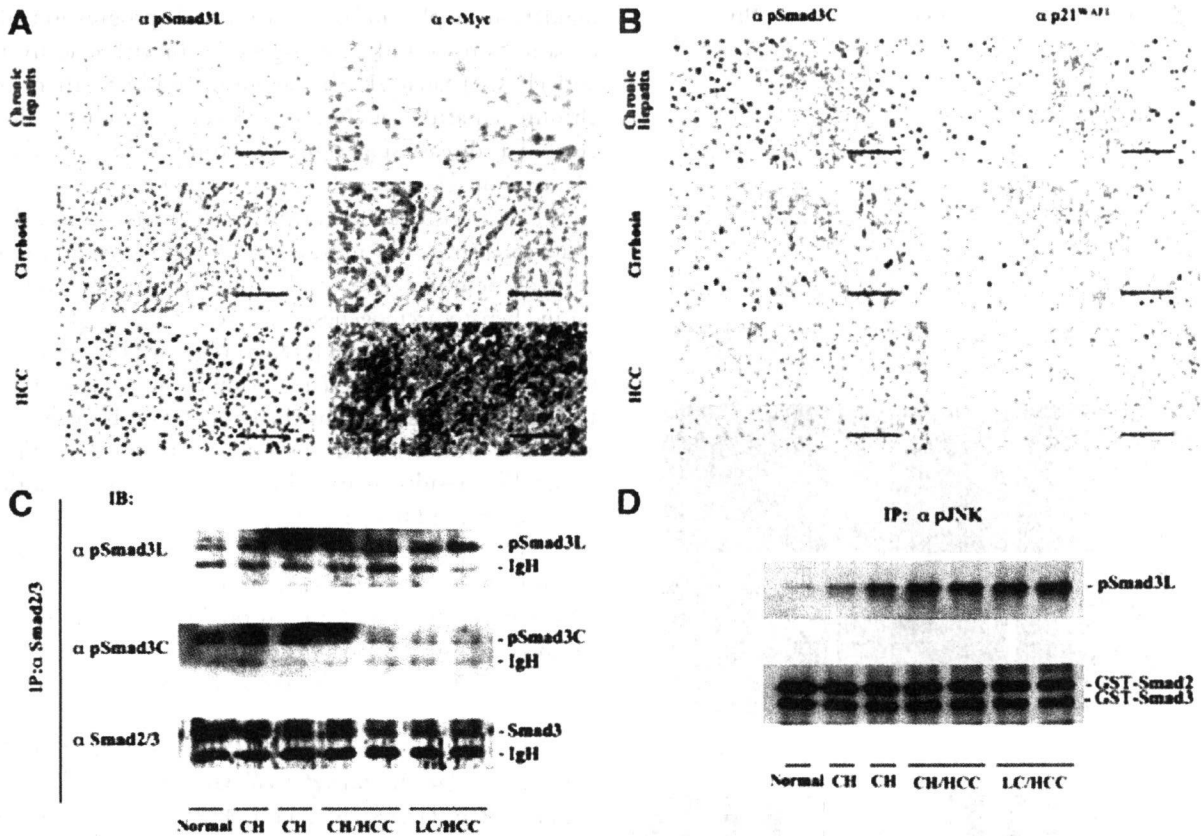 A
α pSmad3L
α c-Myc
Chronic
Hepatits
Cirrhosis
HCC
B
α pSmad3C
α p21WAF1
Chronic
Hepatits
Cirrhosis
HCC
C
IB:
IP:α Smad2/3
α pSmad3L
- pSmad3L
- IgH
α pSmad3C
- pSmad3C
- IgH
α Smad2/3
- Smad3
- IgH
Normal CH CH CH/HCC LC/HCC
D
IP: α pJNK
- pSmad3L
- GST-Smad2
- GST-Smad3
Normal CH CH CH/HCC LC/HCC